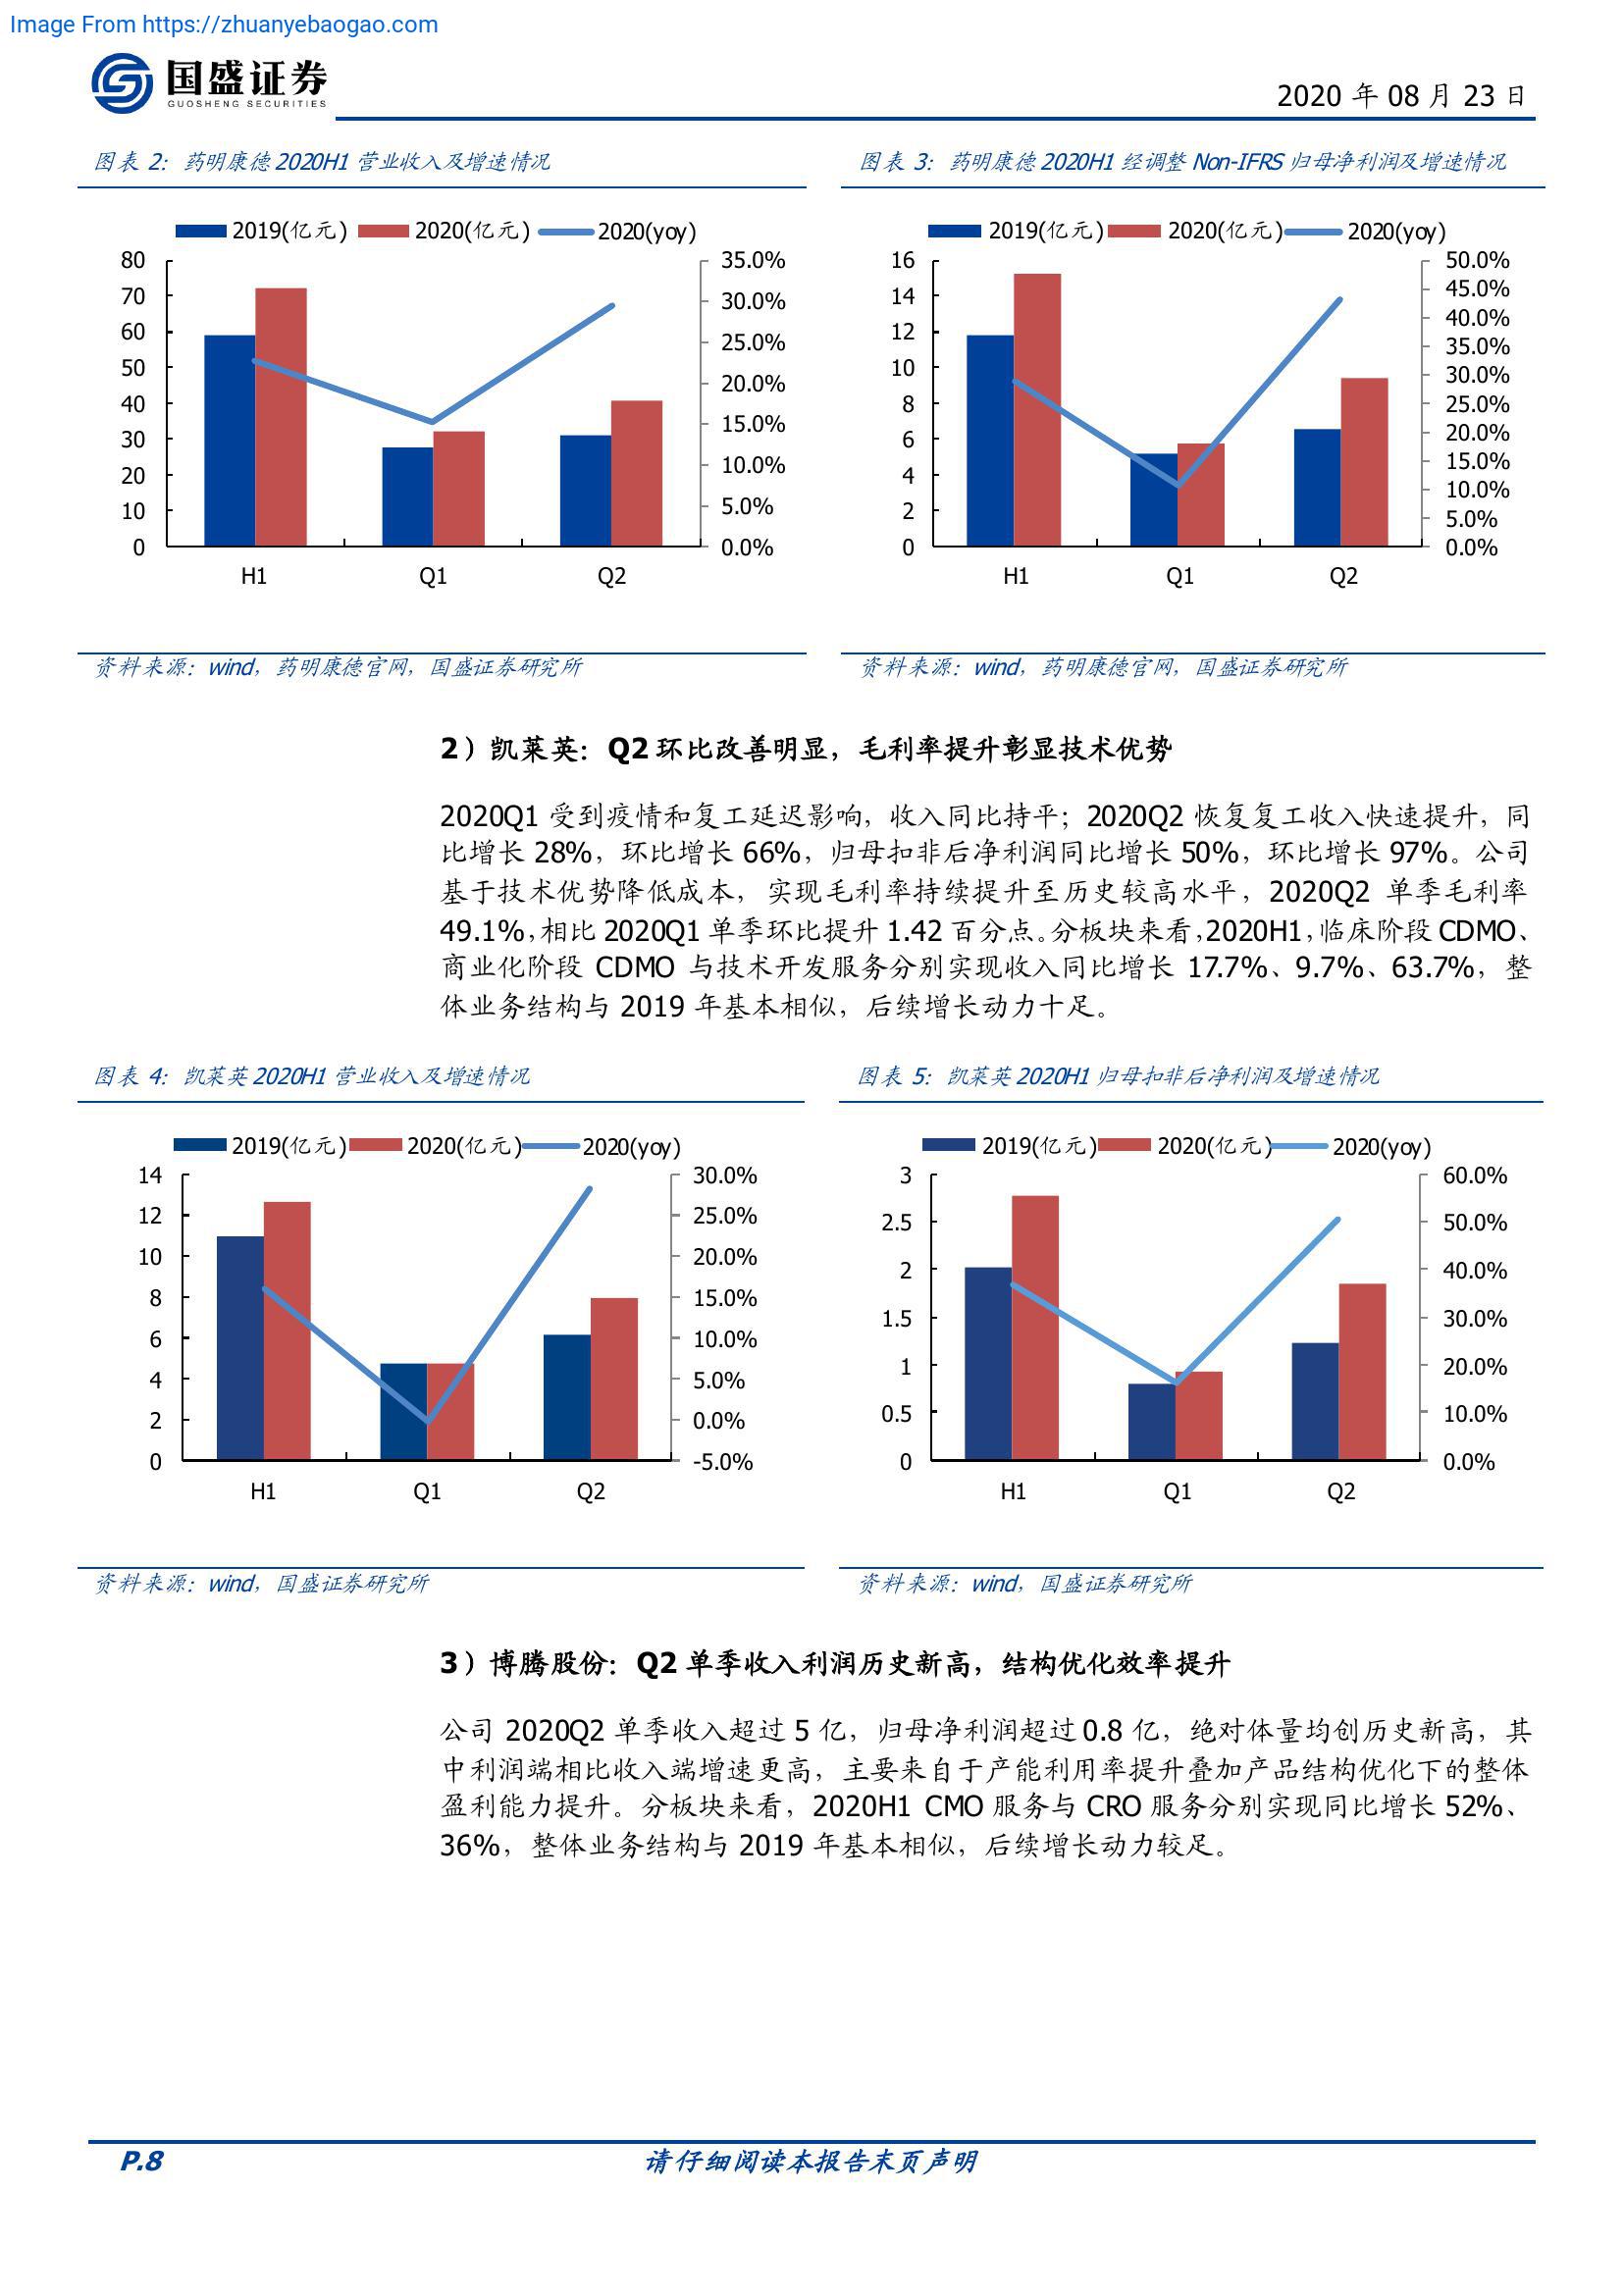 Image From https://zhuanyebaogao.com
国盛证券
GUOSHENG SECURITIES
2020 年 08 月 23 日
图表 2：药明康德 2020H1 营业收入及增速情况
2019(亿元) 2020(亿元) 2020(yoy)
80
70
60
50
40
30
20
10
0
35.0%
30.0%
25.0%
20.0%
15.0%
10.0%
5.0%
0.0%
H1 Q1 Q2
资料来源：wind，药明康德官网，国盛证券研究所
图表 3：药明康德 2020H1 经调整 Non-IFRS 归母净利润及增速情况
2019(亿元) 2020(亿元) 2020(yoy)
16
14
12
10
8
6
4
2
0
50.0%
45.0%
40.0%
35.0%
30.0%
25.0%
20.0%
15.0%
10.0%
5.0%
0.0%
H1 Q1 Q2
资料来源：wind，药明康德官网，国盛证券研究所
2）凯莱英：Q2 环比改善明显，毛利率提升彰显技术优势
2020Q1 受到疫情和复工延迟影响，收入同比持平；2020Q2 恢复复工收入快速提升，同
比增长 28%，环比增长 66%，归母扣非后净利润同比增长 50%，环比增长 97%。公司
基于技术优势降低成本，实现毛利率持续提升至历史较高水平，2020Q2 单季毛利率
49.1%，相比 2020Q1 单季环比提升 1.42 百分点。分板块来看，2020H1，临床阶段 CDMO、
商业化阶段 CDMO 与技术开发服务分别实现收入同比增长 17.7%、9.7%、63.7%，整
体业务结构与 2019 年基本相似，后续增长动力十足。
图表 4：凯莱英 2020H1 营业收入及增速情况
2019(亿元) 2020(亿元) 2020(yoy)
14
12
10
8
6
4
2
0
30.0%
25.0%
20.0%
15.0%
10.0%
5.0%
0.0%
-5.0%
H1 Q1 Q2
资料来源：wind，国盛证券研究所
图表 5：凯莱英 2020H1 归母扣非后净利润及增速情况
2019(亿元) 2020(亿元) 2020(yoy)
3
2.5
2
1.5
1
0.5
0
60.0%
50.0%
40.0%
30.0%
20.0%
10.0%
0.0%
H1 Q1 Q2
资料来源：wind，国盛证券研究所
3）博腾股份：Q2 单季收入利润历史新高，结构优化效率提升
公司 2020Q2 单季收入超过 5 亿，归母净利润超过 0.8 亿，绝对体量均创历史新高，其
中利润端相比收入端增速更高，主要来自于产能利用率提升叠加产品结构优化下的整体
盈利能力提升。分板块来看，2020H1 CMO 服务与 CRO 服务分别实现同比增长 52%、
36%，整体业务结构与 2019 年基本相似，后续增长动力较足。
P.8
请仔细阅读本报告末页声明